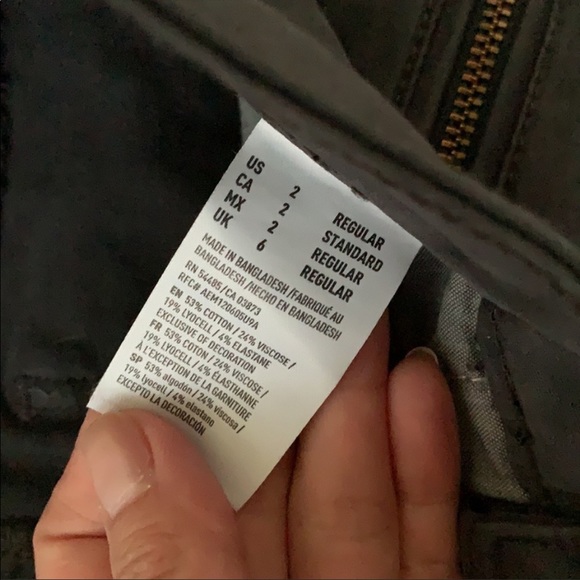 US 2 REGULAR
CA 2 STANDARD
MX 2 REGULAR
UK 6 REGULAR
MADE IN BANGLADESH / FABRIQUÉ AU
BANGLADESH / HECHO EN BANGLADESH
RN 54485 / CA 03873
RFC# AEM120605U9A
EN 53% COTTON / 24% VISCOSE /
19% LYOCELL / 4% ELASTANE
EXCLUSIVE OF DECORATION
FR 53% COTON / 24% VISCOSE /
19% LYOCELL / 4% ÉLASTHANNE
À L'EXCEPTION DE LA GARNITURE
SP 53% algodón / 24% viscosa /
19% lyocell / 4% elastano
EXCEPTO LA DECORACIÓN